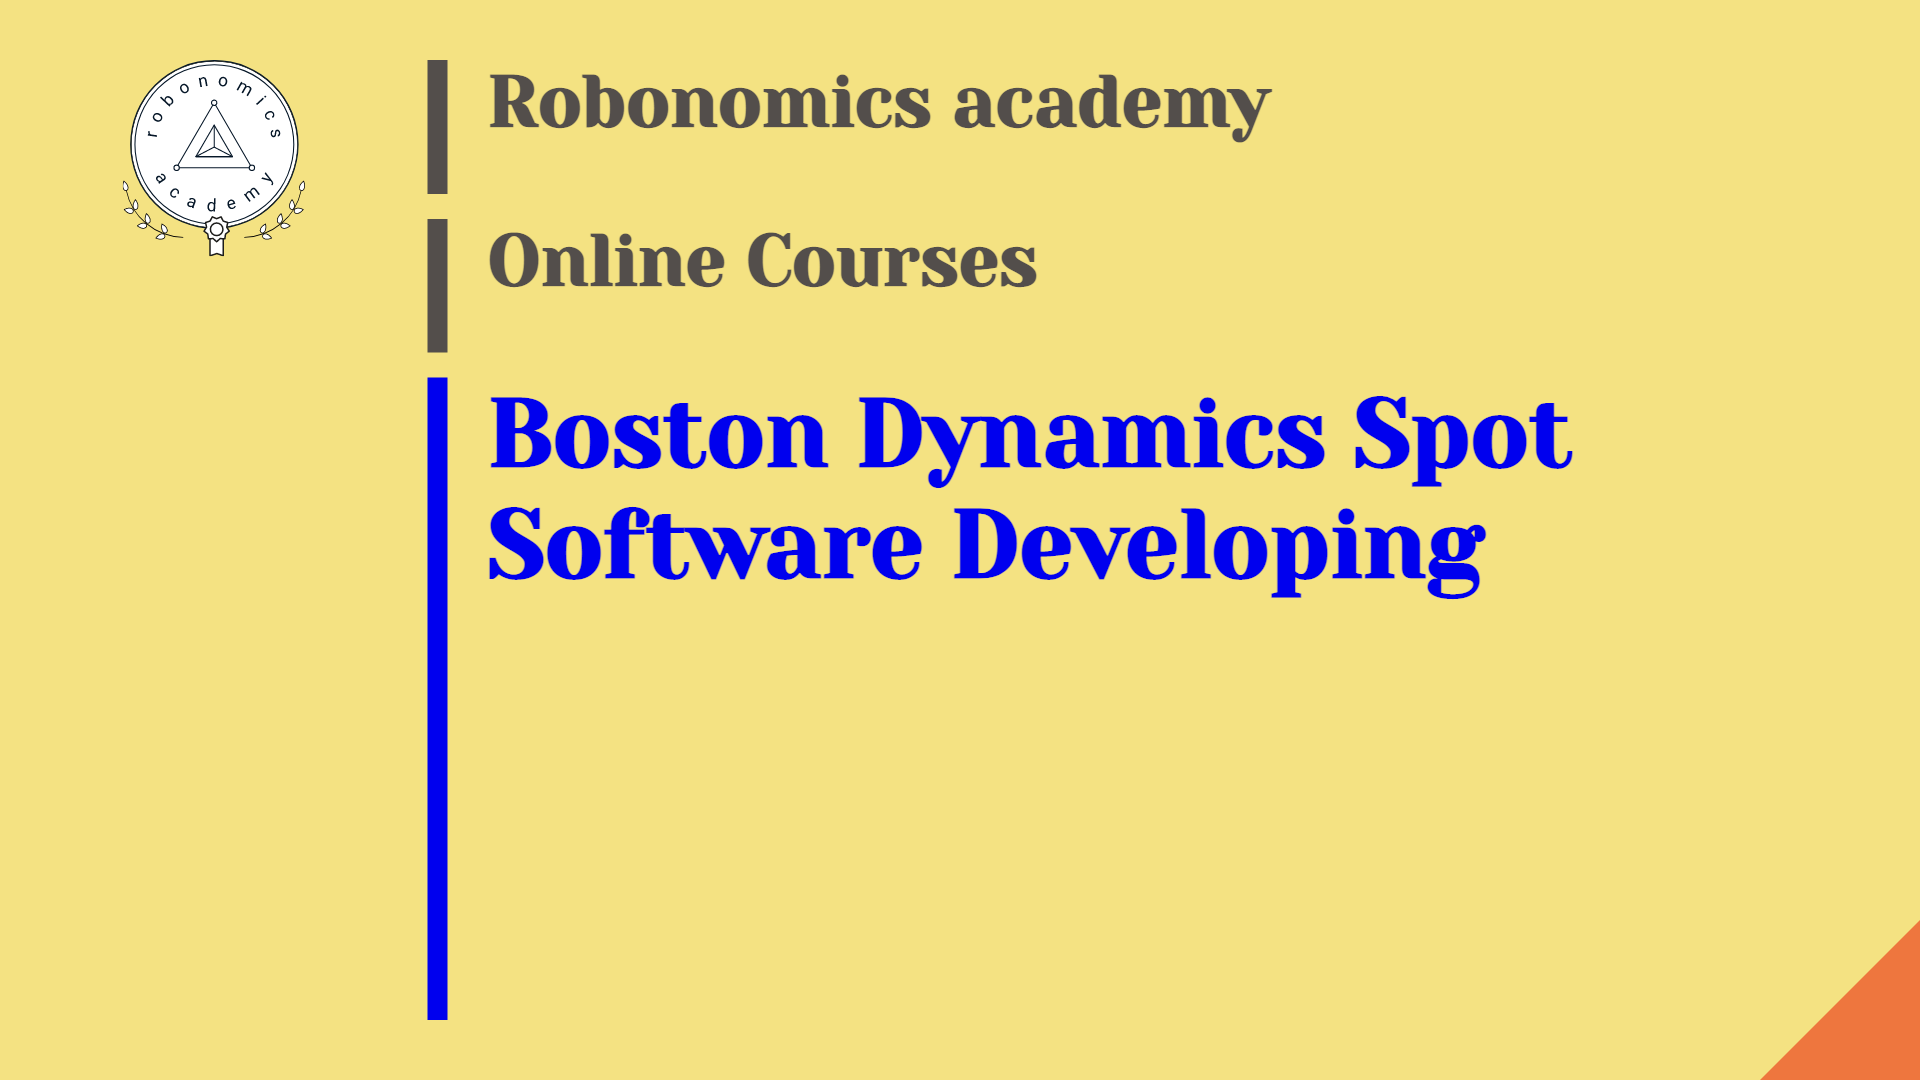 robonomics
academy
Robonomics academy
Online Courses
Boston Dynamics Spot
Software Developing